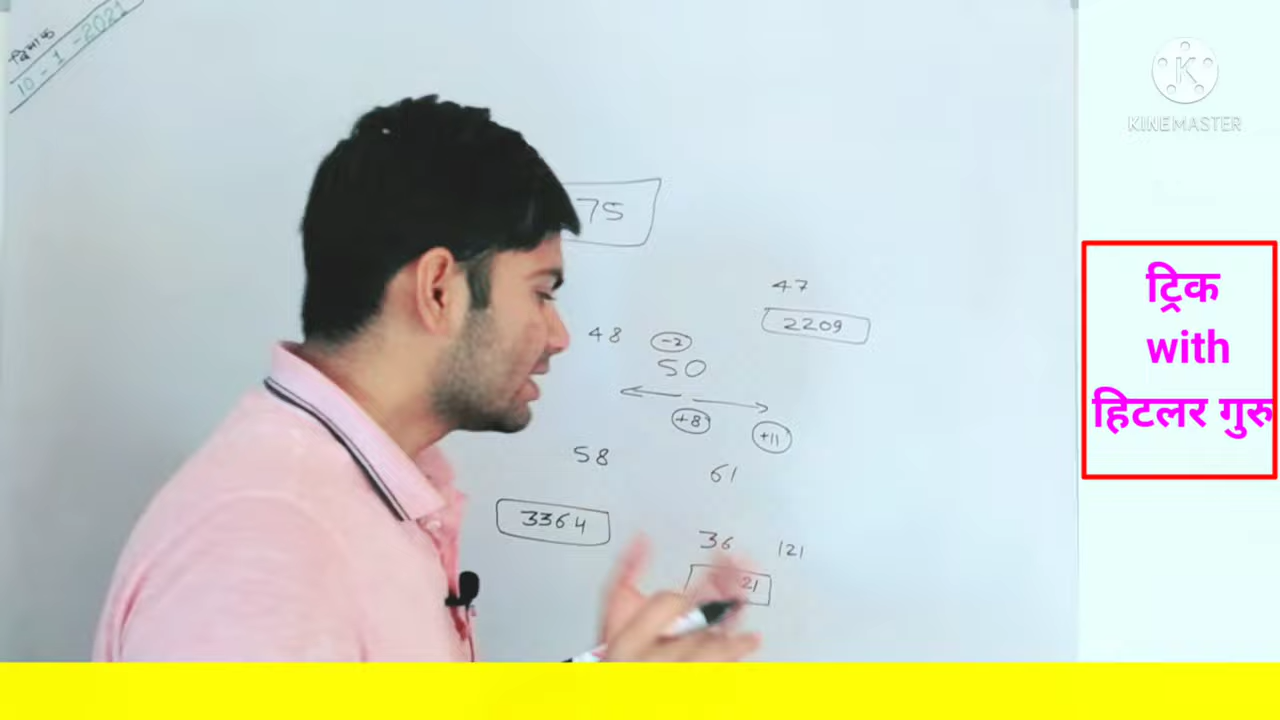 दिनांक
10-1-2021
KINEMASTER
75
47
2209
48 -2
50
+8 +11
58
61
3364
36 121
21
ट्रिक
with
हिटलर गुरु